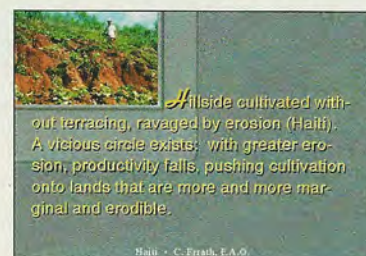 Hillside cultivated with-
out terracing, ravaged by erosion (Haiti).
A vicious circle exists: with greater ero-
sion, productivity falls, pushing cultivation
onto lands that are more and more mar-
ginal and erodible.
Haiti • C. Errath, F.A.O.